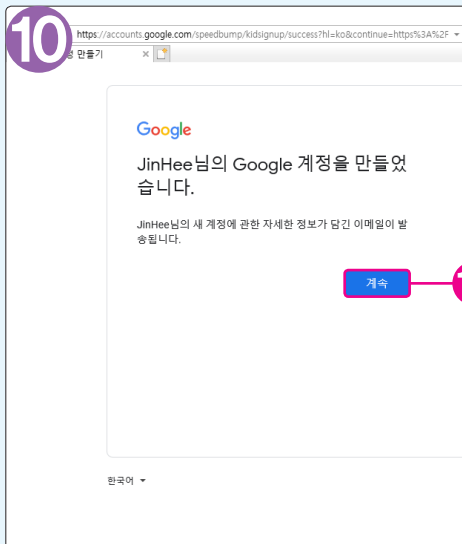 10
https://accounts.google.com/speedbump/kidsignup/success?hl=ko&continue=https%3A%2F
정 만들기
Google
JinHee님의 Google 계정을 만들었
습니다.
JinHee님의 새 계정에 관한 자세한 정보가 담긴 이메일이 발
송됩니다.
계속
한국어